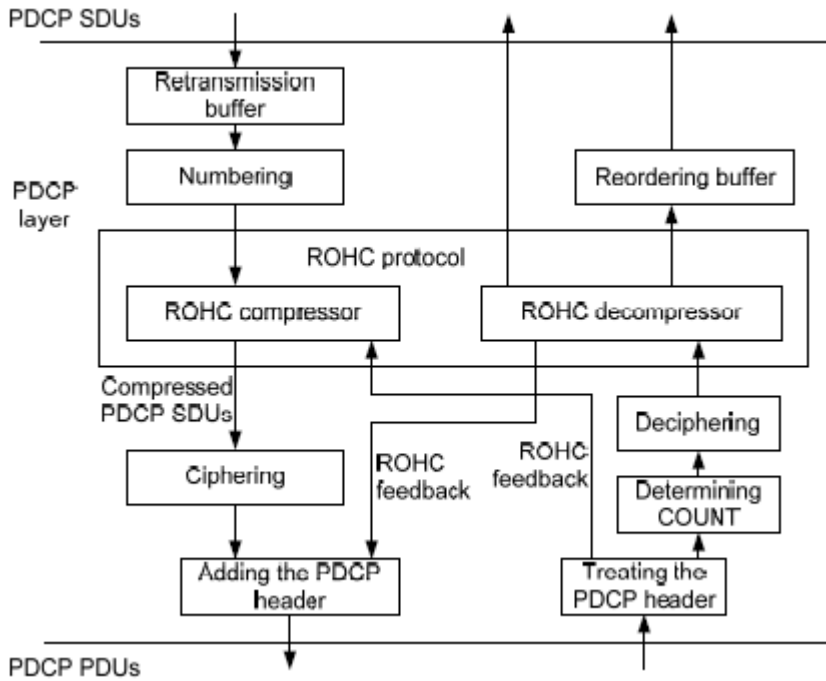 PDCP SDUs
Retransmission
buffer
Numbering
Reordering buffer
PDCP
layer
ROHC protocol
ROHC compressor
ROHC decompressor
Compressed
PDCP SDUs
Deciphering
Ciphering
ROHC
feedback
ROHC
feedback
Determining
COUNT
Adding the PDCP
header
Treating the
PDCP header
PDCP PDUs